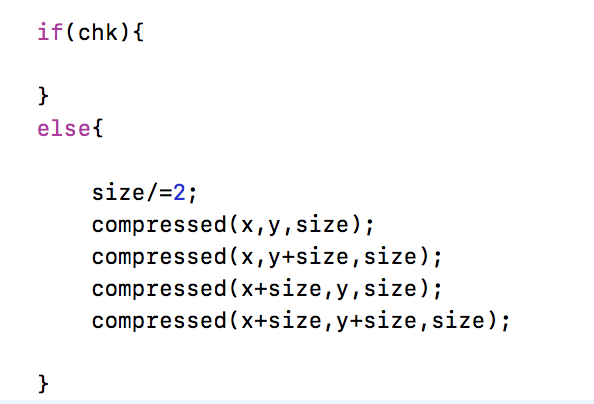 if(chk){
}
else{
size/=2;
compressed(x,y,size);
compressed(x,y+size,size);
compressed(x+size,y,size);
compressed(x+size,y+size,size);
}